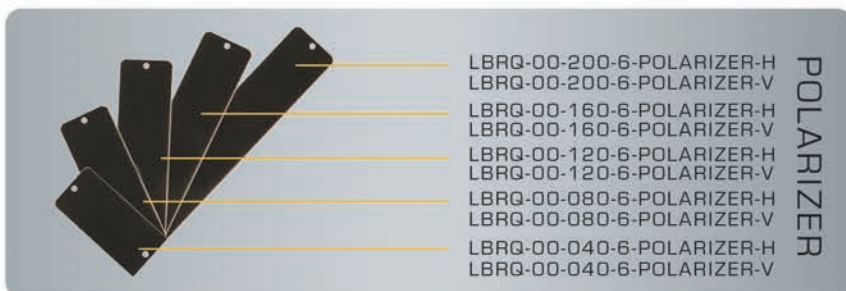 LBRQ-00-200-6-POLARIZER-H
LBRQ-00-200-6-POLARIZER-V
LBRQ-00-160-6-POLARIZER-H
LBRQ-00-160-6-POLARIZER-V
LBRQ-00-120-6-POLARIZER-H
LBRQ-00-120-6-POLARIZER-V
LBRQ-00-080-6-POLARIZER-H
LBRQ-00-080-6-POLARIZER-V
LBRQ-00-040-6-POLARIZER-H
LBRQ-00-040-6-POLARIZER-V
POLARIZER